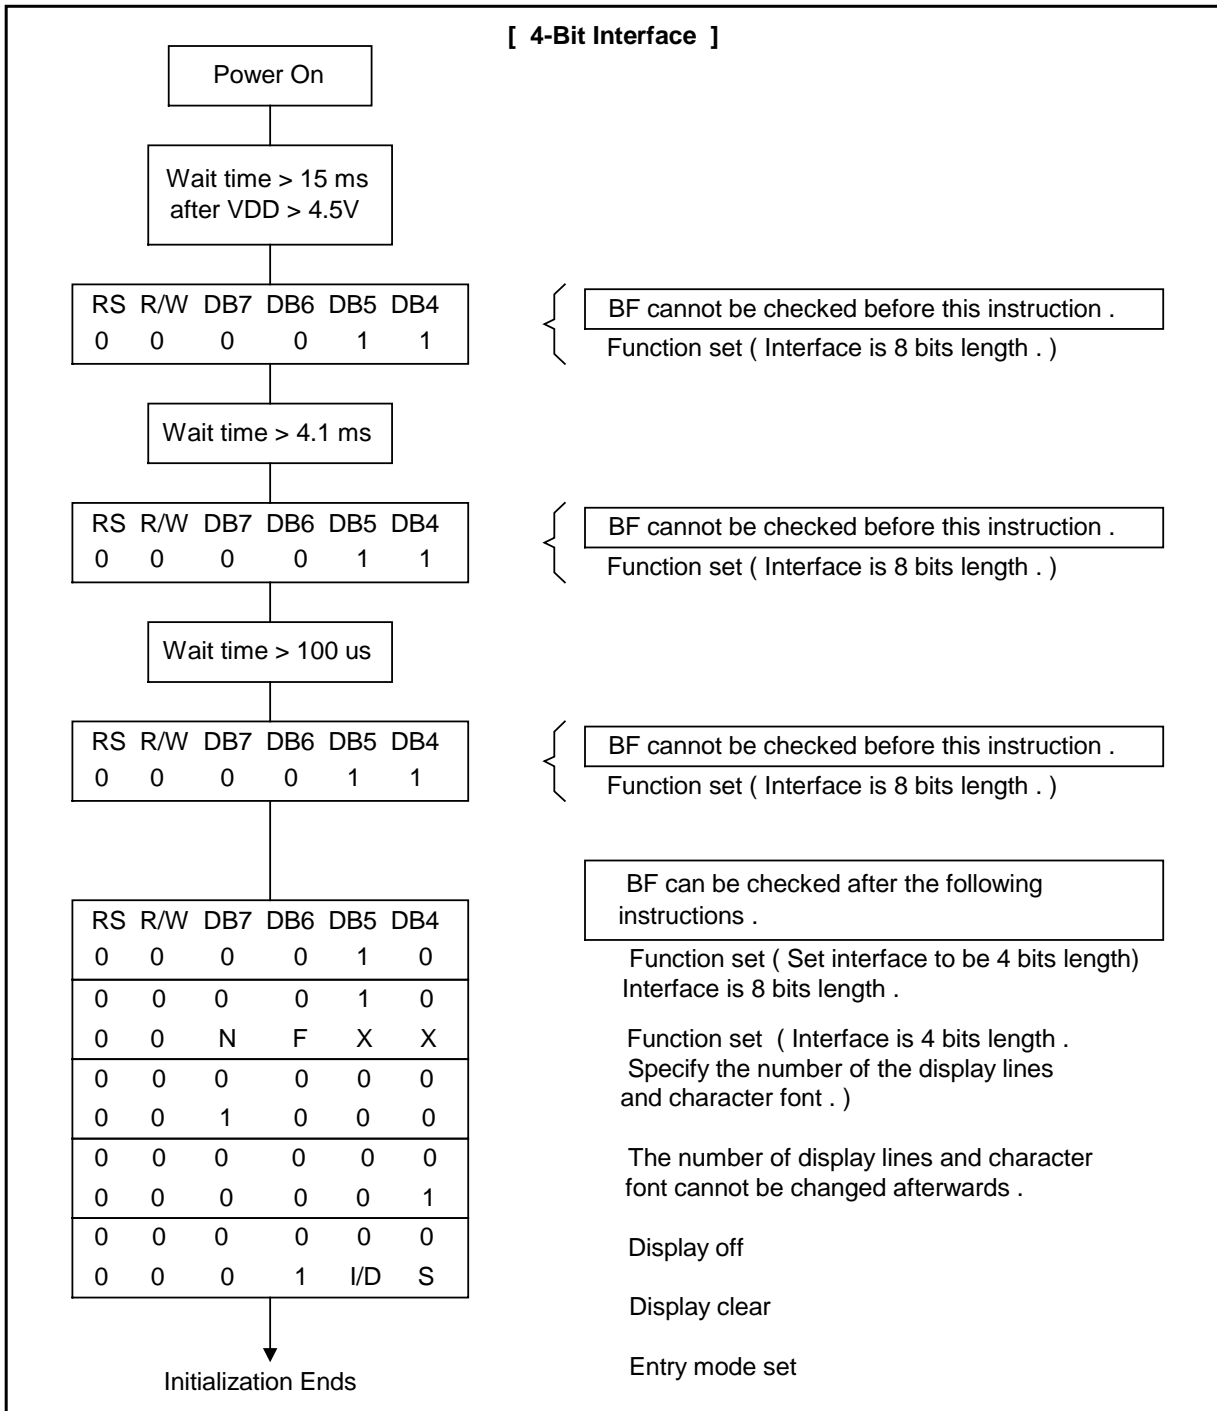 [ 4-Bit Interface ]
Power On
Wait time > 15 ms
after VDD > 4.5V
RS R/W DB7 DB6 DB5 DB4
0 0 0 0 1 1
BF cannot be checked before this instruction .
Function set ( Interface is 8 bits length . )
Wait time > 4.1 ms
RS R/W DB7 DB6 DB5 DB4
0 0 0 0 1 1
BF cannot be checked before this instruction .
Function set ( Interface is 8 bits length . )
Wait time > 100 us
RS R/W DB7 DB6 DB5 DB4
0 0 0 0 1 1
BF cannot be checked before this instruction .
Function set ( Interface is 8 bits length . )
RS R/W DB7 DB6 DB5 DB4
0 0 0 0 1 0
0 0 0 0 1 0
0 0 N F X X
0 0 0 0 0 0
0 0 1 0 0 0
0 0 0 0 0 0
0 0 0 0 0 1
0 0 0 0 0 0
0 0 0 1 I/D S
BF can be checked after the following
instructions .
Function set ( Set interface to be 4 bits length)
Interface is 8 bits length .
Function set ( Interface is 4 bits length .
Specify the number of the display lines
and character font . )
The number of display lines and character
font cannot be changed afterwards .
Display off
Display clear
Entry mode set
Initialization Ends